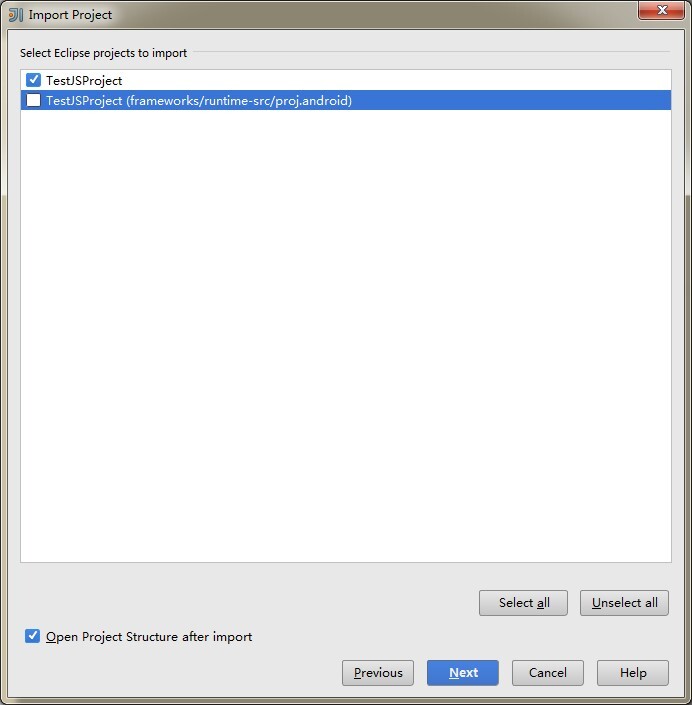 Import Project
Select Eclipse projects to import
TestJSProject
TestJSProject (frameworks/runtime-src/proj.android)
Select all
Unselect all
Open Project Structure after import
Previous
Next
Cancel
Help